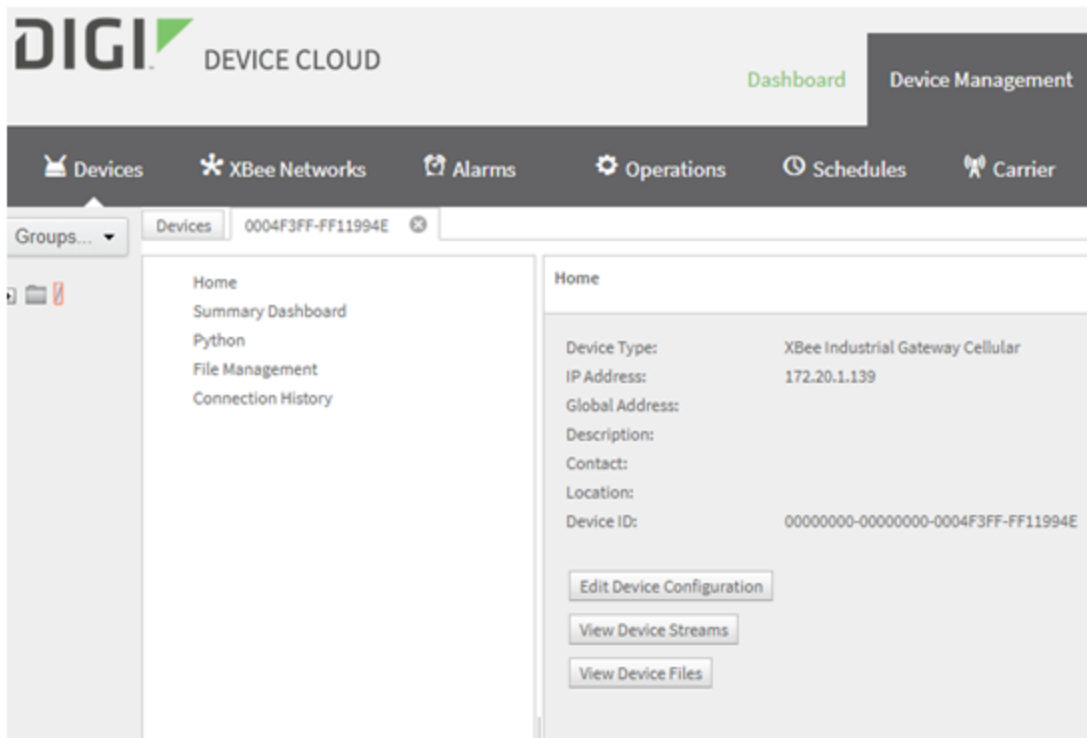 DIGI DEVICE CLOUD
Dashboard Device Management
Devices XBee Networks Alarms Operations Schedules Carrier
Groups...
Devices 0004F3FF-FF11994E
Home
Summary Dashboard
Python
File Management
Connection History
Home
Device Type: XBee Industrial Gateway Cellular
IP Address: 172.20.1.139
Global Address:
Description:
Contact:
Location:
Device ID: 00000000-00000000-0004F3FF-FF11994E
Edit Device Configuration
View Device Streams
View Device Files